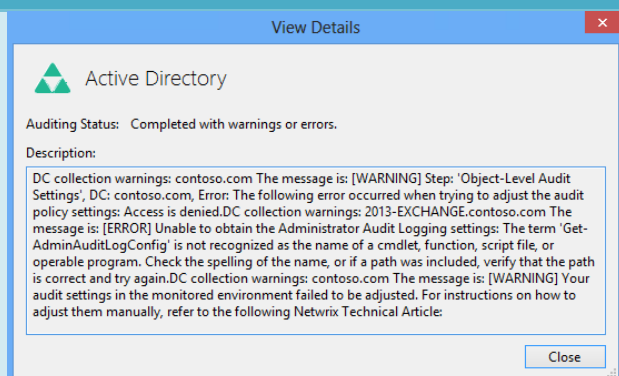 View Details
Active Directory
Auditing Status: Completed with warnings or errors.
Description:
DC collection warnings: contoso.com The message is: [WARNING] Step: 'Object-Level Audit
Settings', DC: contoso.com, Error: The following error occurred when trying to adjust the audit
policy settings: Access is denied.DC collection warnings: 2013-EXCHANGE.contoso.com The
message is: [ERROR] Unable to obtain the Administrator Audit Logging settings: The term 'Get-
AdminAuditLogConfig' is not recognized as the name of a cmdlet, function, script file, or
operable program. Check the spelling of the name, or if a path was included, verify that the path
is correct and try again.DC collection warnings: contoso.com The message is: [WARNING] Your
audit settings in the monitored environment failed to be adjusted. For instructions on how to
adjust them manually, refer to the following Netwrix Technical Article:
Close